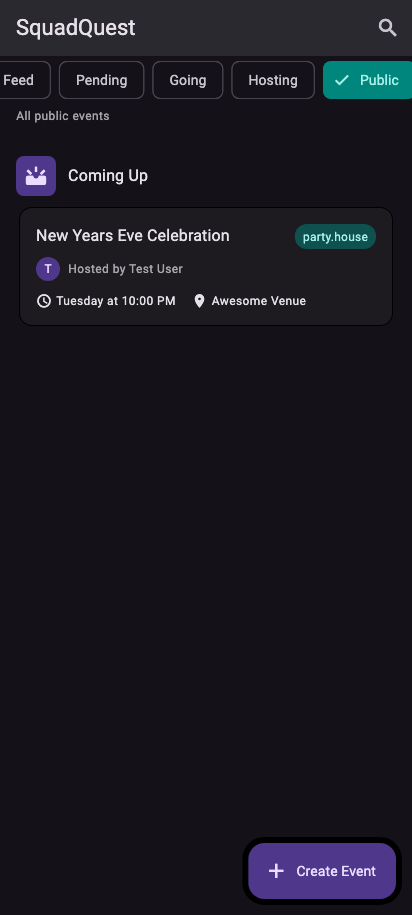 SquadQuest
Feed Pending Going Hosting Public
All public events
Coming Up
New Years Eve Celebration party.house
T Hosted by Test User
Tuesday at 10:00 PM Awesome Venue
Create Event